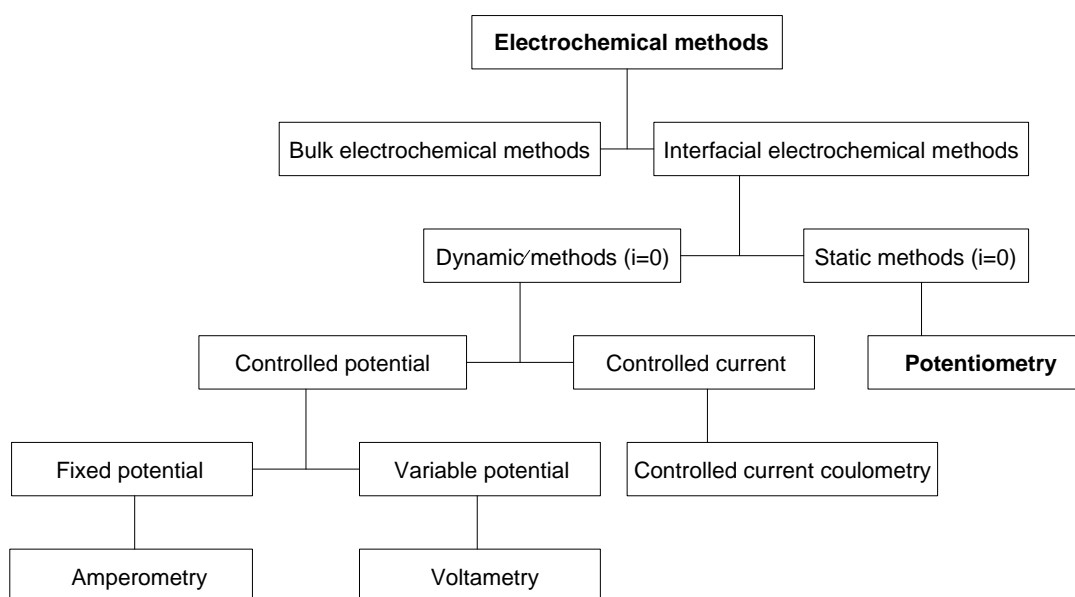 Electrochemical methods
Bulk electrochemical methods
Interfacial electrochemical methods
Dynamic⁄methods (i=0)
Static methods (i=0)
Controlled potential
Controlled current
Potentiometry
Fixed potential
Variable potential
Controlled current coulometry
Amperometry
Voltametry